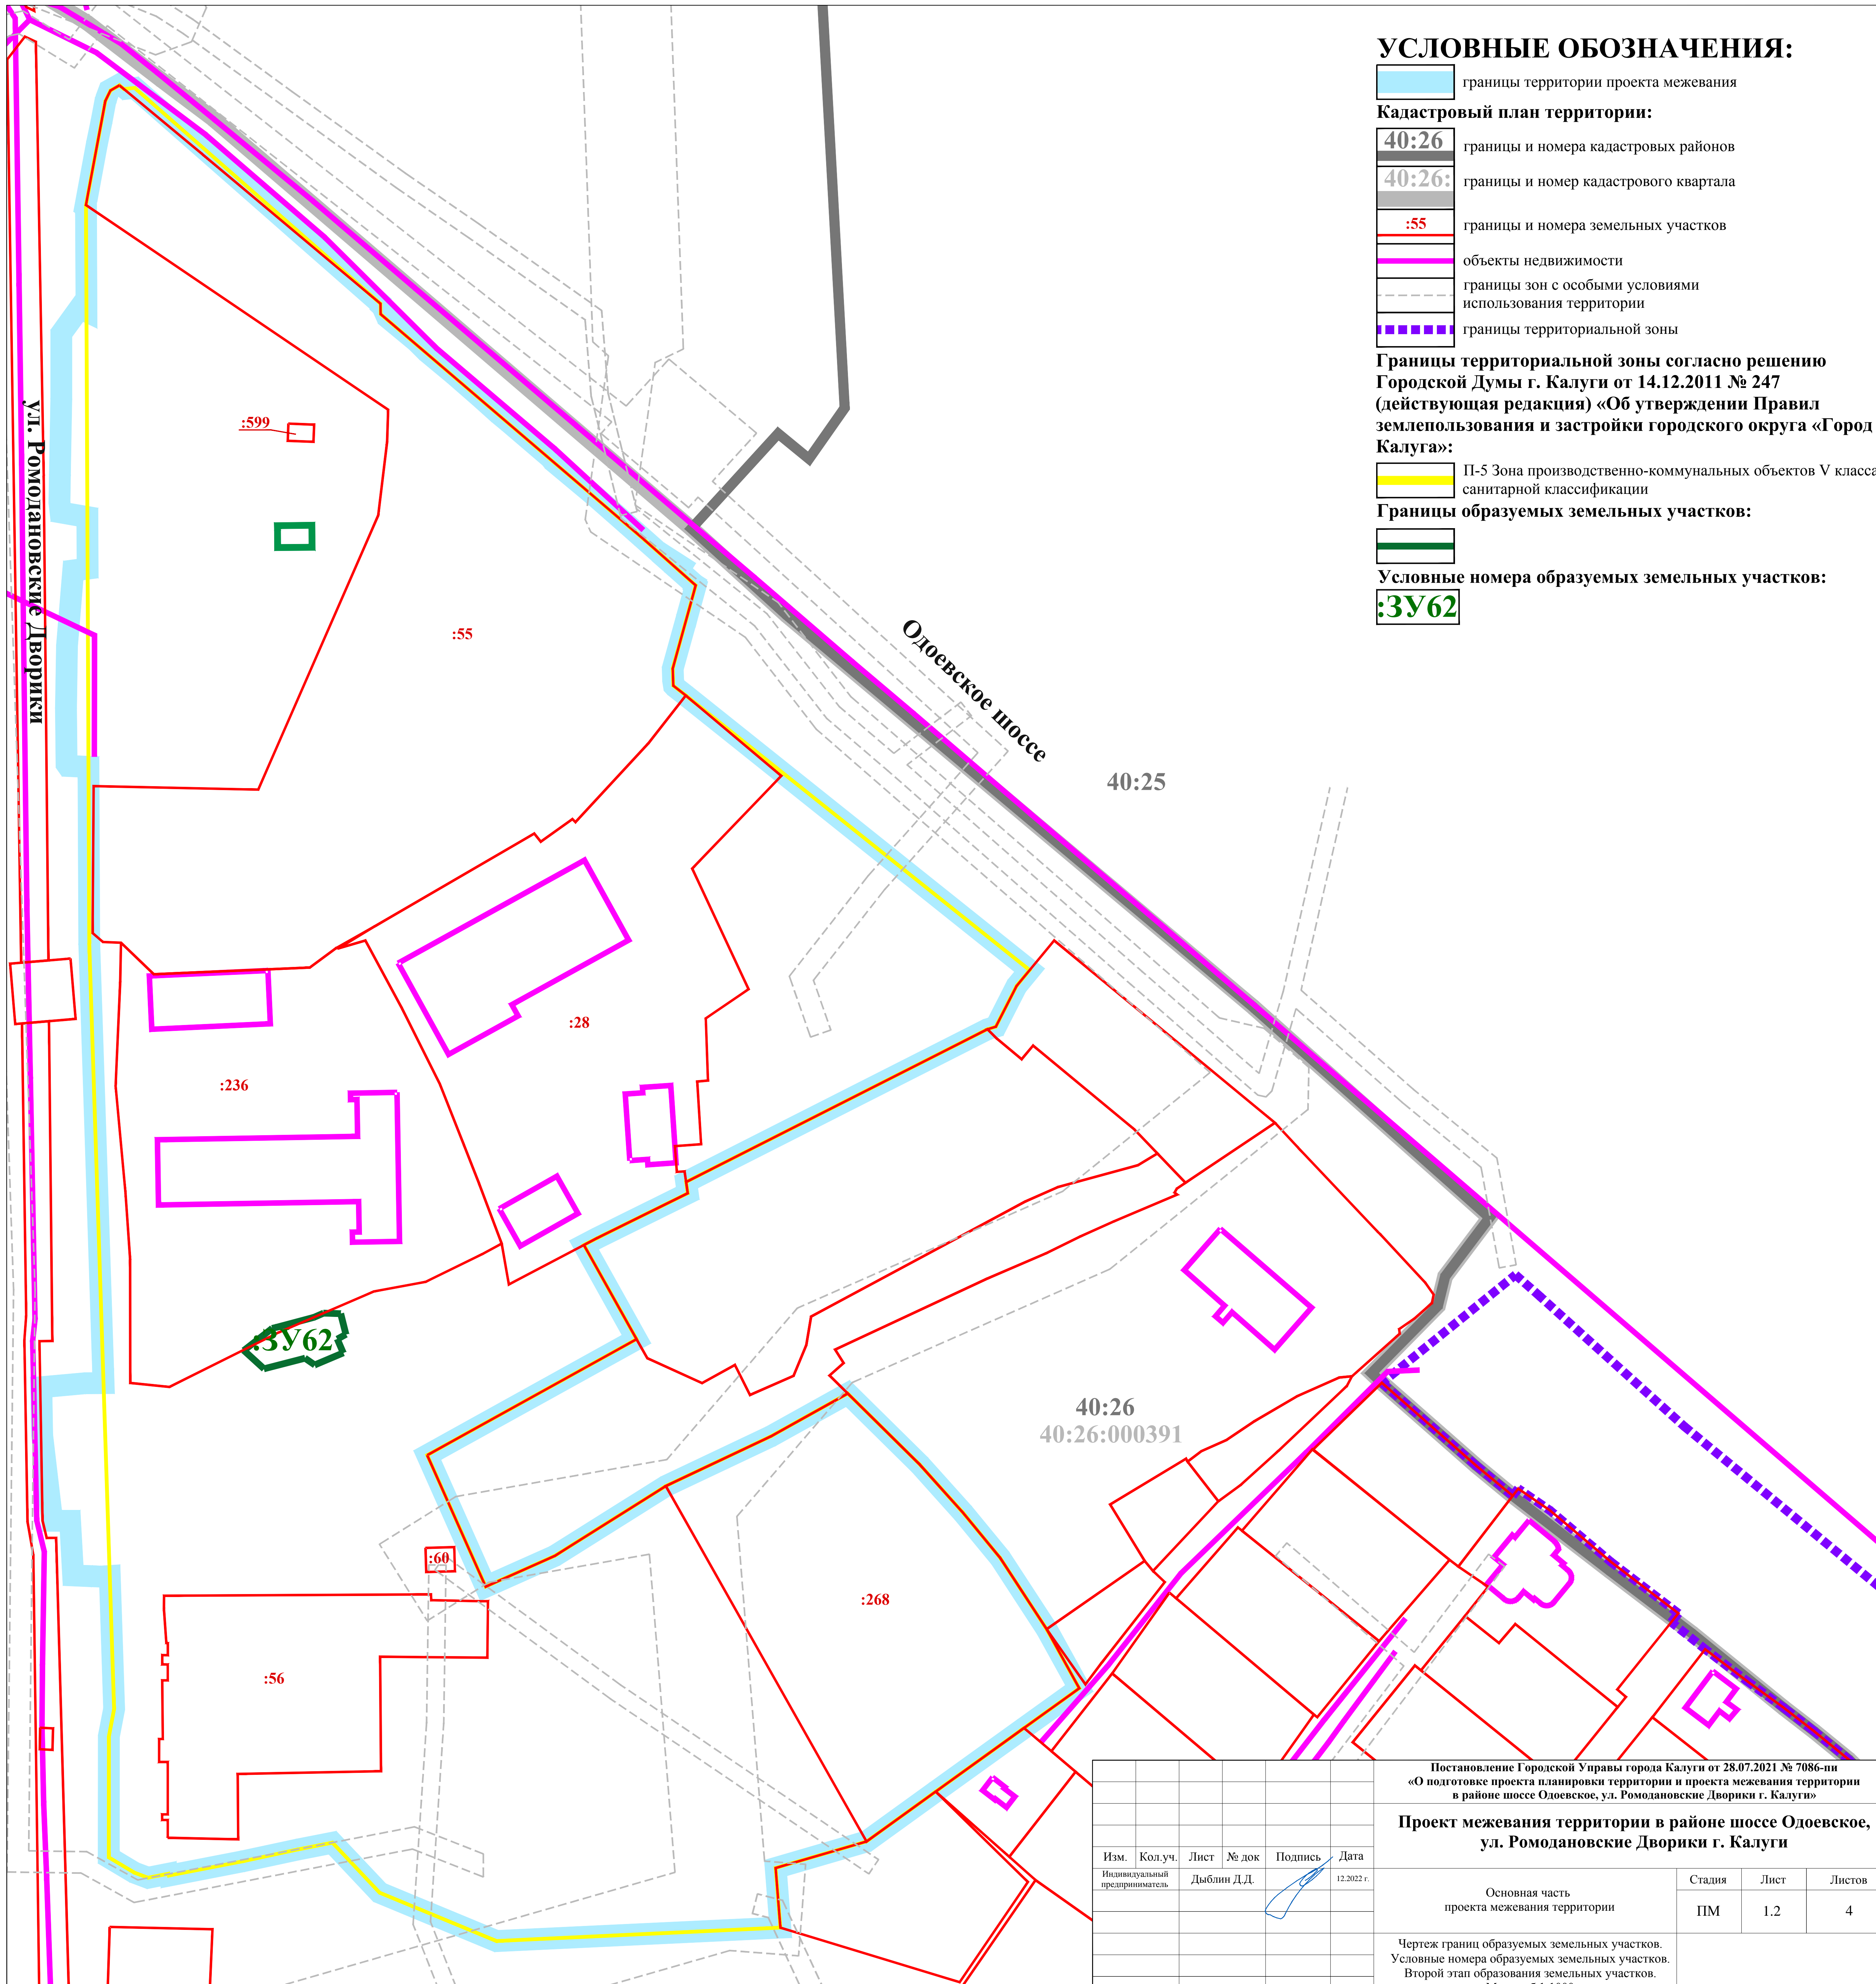 УСЛОВНЫЕ ОБОЗНАЧЕНИЯ:
границы территории проекта межевания
Кадастровый план территории:
40:26
границы и номера кадастровых районов
40:26:
границы и номер кадастрового квартала
:55
границы и номера земельных участков
объекты недвижимости
границы зон с особыми условиями
использования территории
границы территориальной зоны
Границы территориальной зоны согласно решению
Городской Думы г. Калуги от 14.12.2011 № 247
(действующая редакция) «Об утверждении Правил
землепользования и застройки городского округа «Город
Калуга»:
П-5 Зона производственно-коммунальных объектов V класса
санитарной классификации
Границы образуемых земельных участков:
Условные номера образуемых земельных участков:
:ЗУ62
ул. Ромодановские Дворики
:599
:55
Одоевское шоссе
40:25
:28
:236
:ЗУ62
40:26
40:26:000391
:60
:268
:56
Постановление Городской Управы города Калуги от 28.07.2021 № 7086-пи
«О подготовке проекта планировки территории и проекта межевания территории
в районе шоссе Одоевское, ул. Ромодановские Дворики г. Калуги»
Проект межевания территории в районе шоссе Одоевское,
ул. Ромодановские Дворики г. Калуги
Изм. Кол.уч. Лист № док Подпись Дата
Индивидуальный
предприниматель
Дыблин Д.Д.
12.2022 г.
Основная часть
проекта межевания территории
Стадия Лист Листов
ПМ 1.2 4
Чертеж границ образуемых земельных участков.
Условные номера образуемых земельных участков.
Второй этап образования земельных участков.